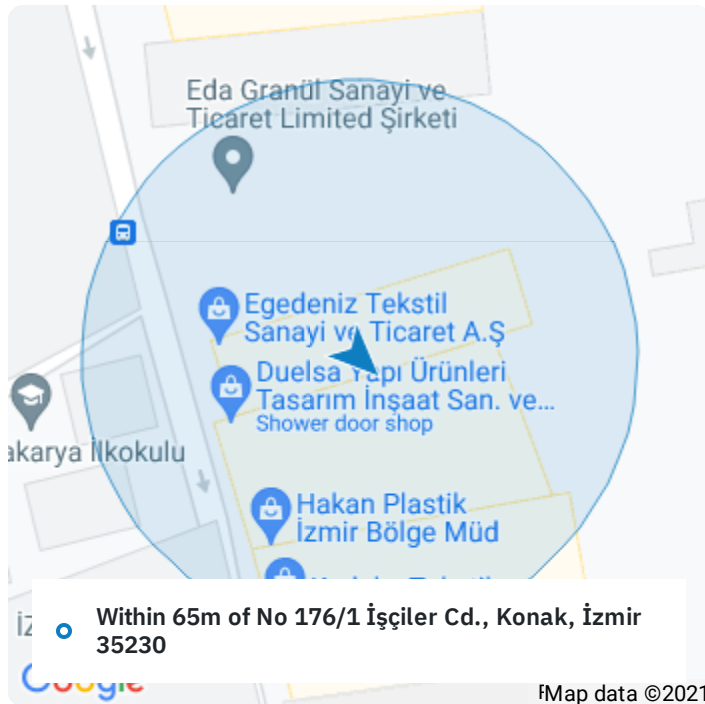 Eda Granül Sanayi ve
Ticaret Limited Şirketi
Egedeniz Tekstil
Sanayi ve Ticaret A.Ş
Duelsa Yapı Ürünleri
Tasarım İnşaat San. ve...
Shower door shop
akarya İlkokulu
Hakan Plastik
İzmir Bölge Müd
İz
Within 65m of No 176/1 İşçiler Cd., Konak, İzmir
35230
Google
Map data ©2021